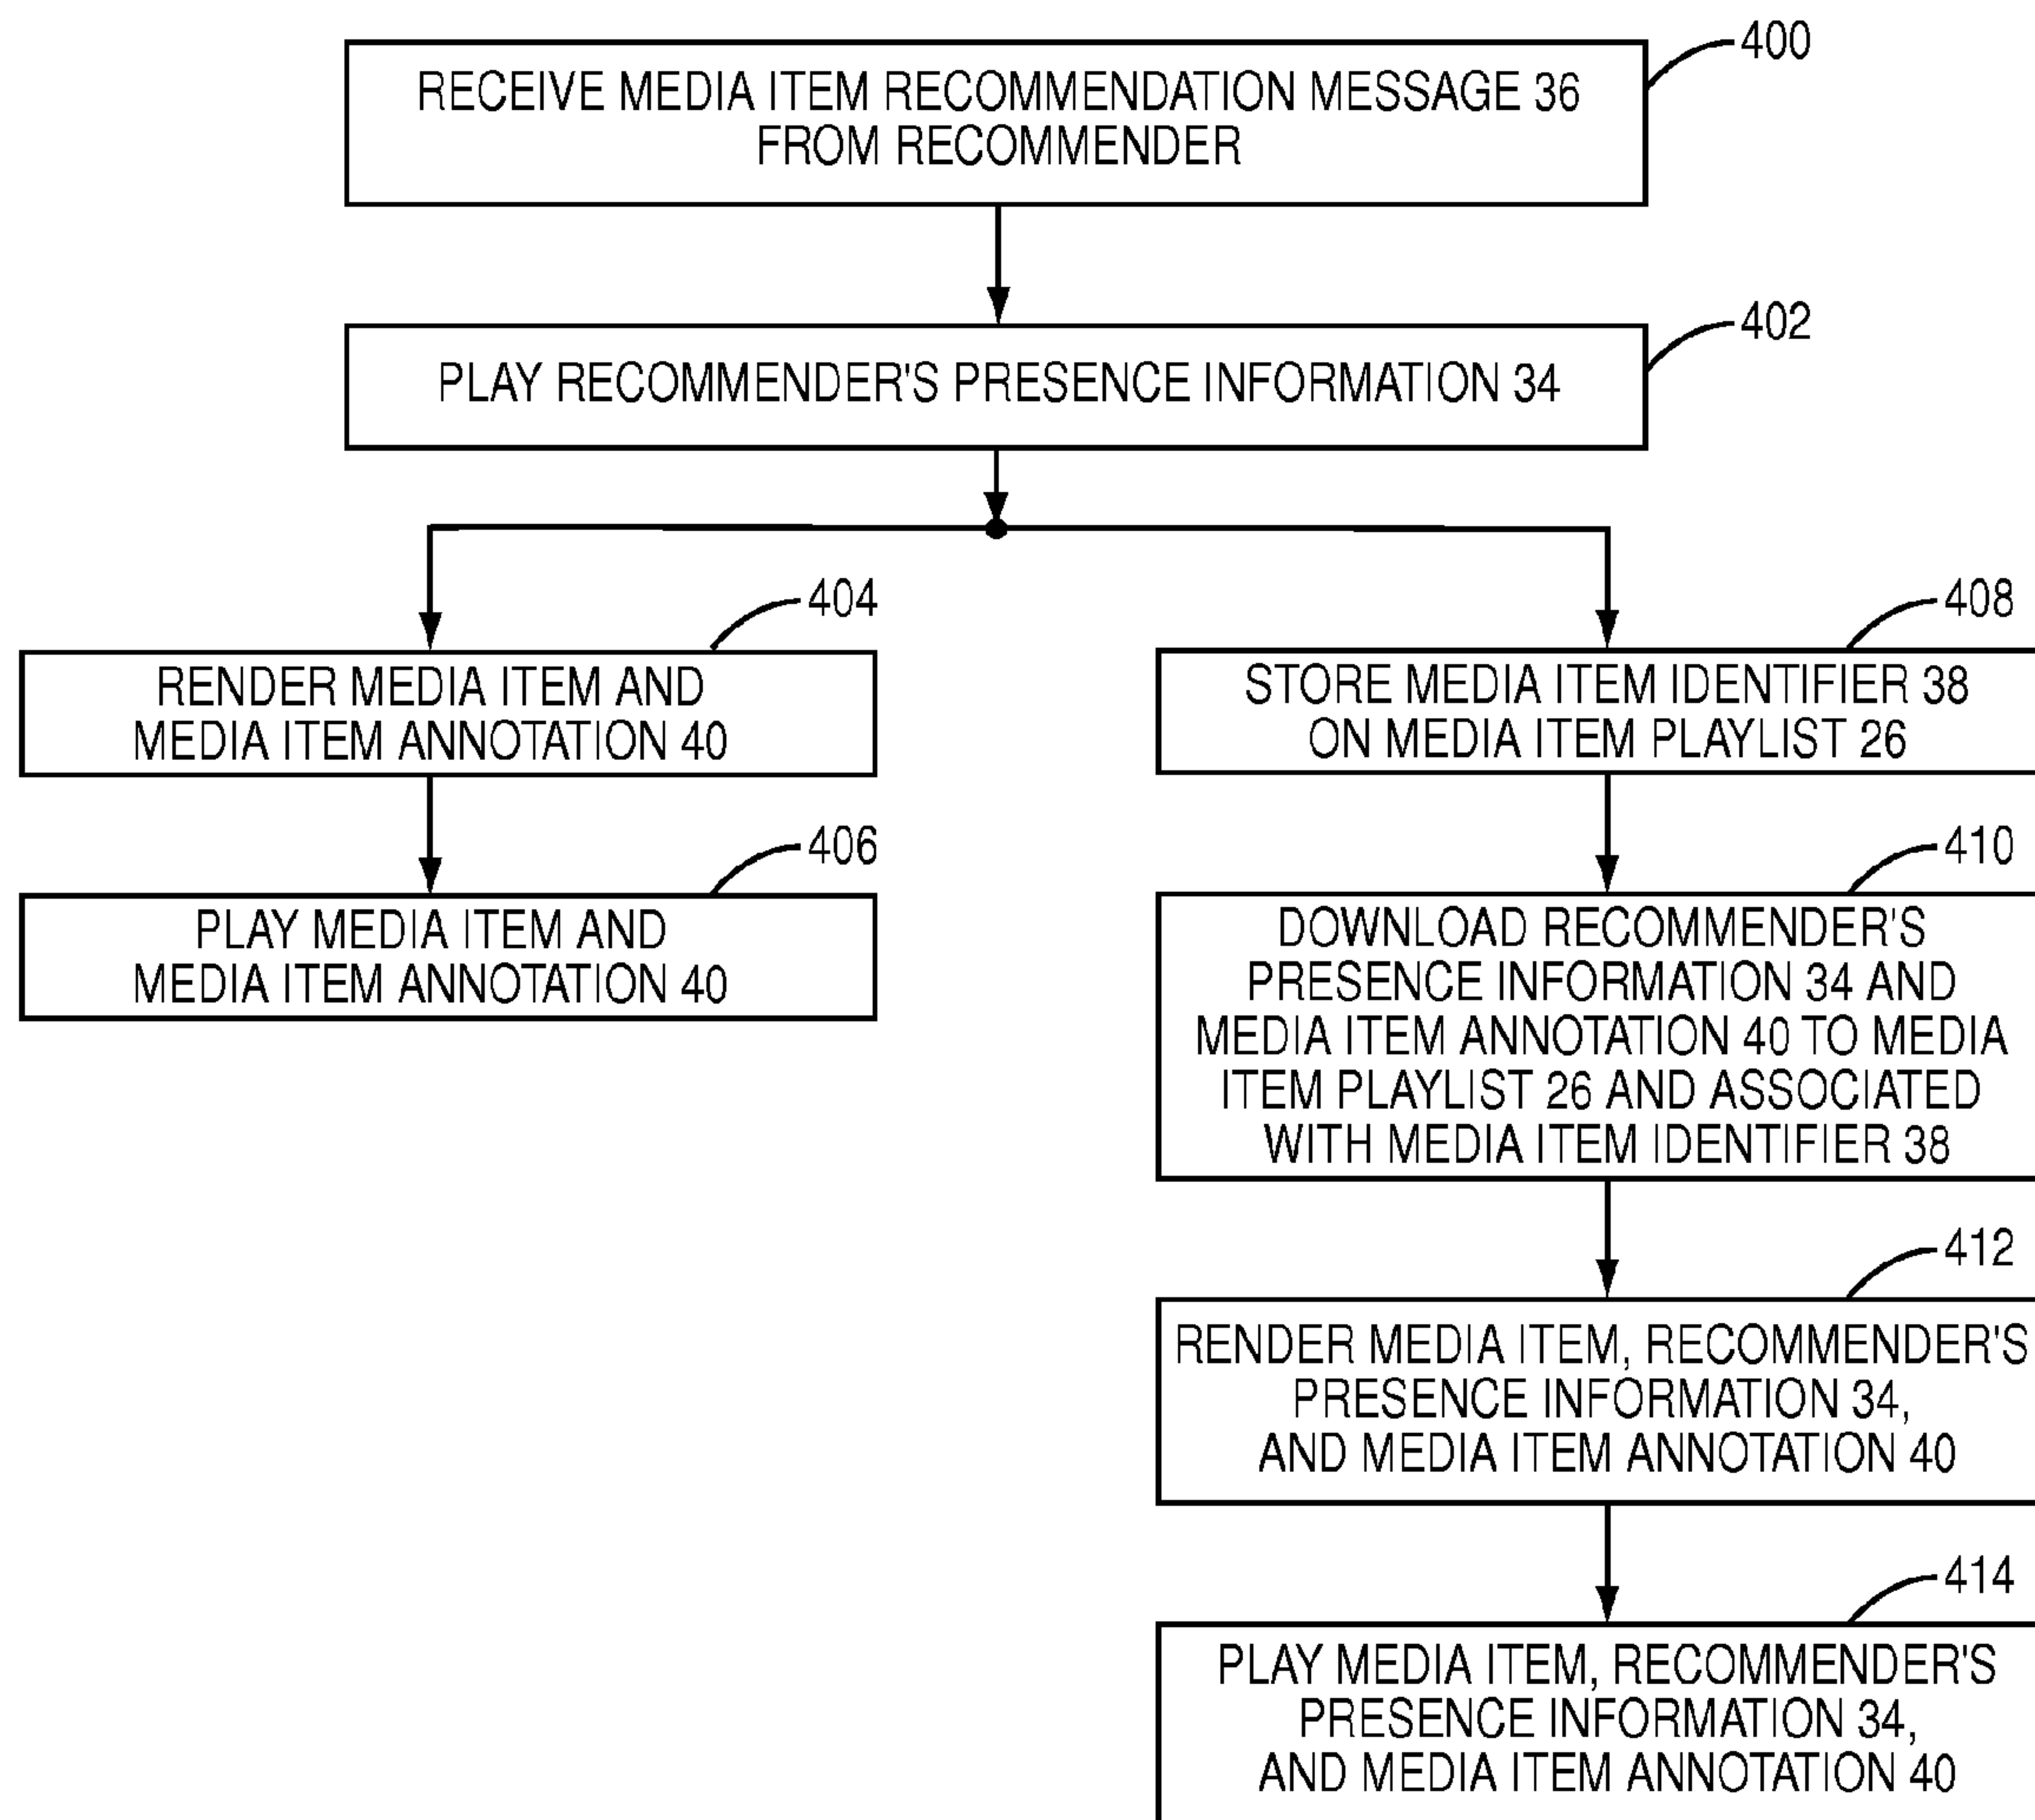 400
RECEIVE MEDIA ITEM RECOMMENDATION MESSAGE 36
FROM RECOMMENDER
402
PLAY RECOMMENDER'S PRESENCE INFORMATION 34
404
RENDER MEDIA ITEM AND
MEDIA ITEM ANNOTATION 40
406
PLAY MEDIA ITEM AND
MEDIA ITEM ANNOTATION 40
408
STORE MEDIA ITEM IDENTIFIER 38
ON MEDIA ITEM PLAYLIST 26
410
DOWNLOAD RECOMMENDER'S
PRESENCE INFORMATION 34 AND
MEDIA ITEM ANNOTATION 40 TO MEDIA
ITEM PLAYLIST 26 AND ASSOCIATED
WITH MEDIA ITEM IDENTIFIER 38
412
RENDER MEDIA ITEM, RECOMMENDER'S
PRESENCE INFORMATION 34,
AND MEDIA ITEM ANNOTATION 40
414
PLAY MEDIA ITEM, RECOMMENDER'S
PRESENCE INFORMATION 34,
AND MEDIA ITEM ANNOTATION 40